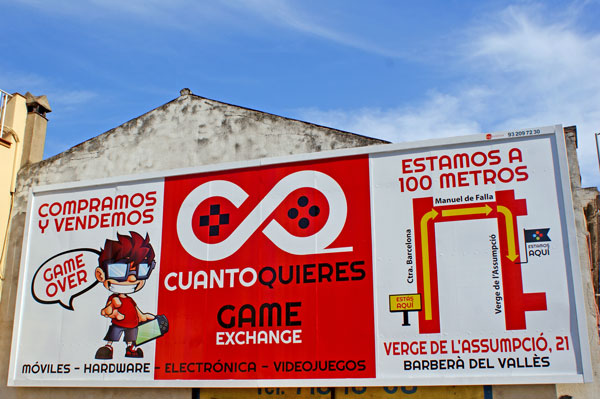 93 209 72 30
COMPRAMOS
Y VENDEMOS
GAME
OVER
CUANTOQUIERES
GAME
EXCHANGE
MÓVILES - HARDWARE - ELECTRÓNICA - VIDEOJUEGOS
ESTAMOS A
100 METROS
Manuel de Falla
Ctra. Barcelona
Verge de l'Assumpció
ESTAMOS
AQUÍ
ESTÁS
AQUÍ
VERGE DE L'ASSUMPCIÓ, 21
BARBERÀ DEL VALLÈS